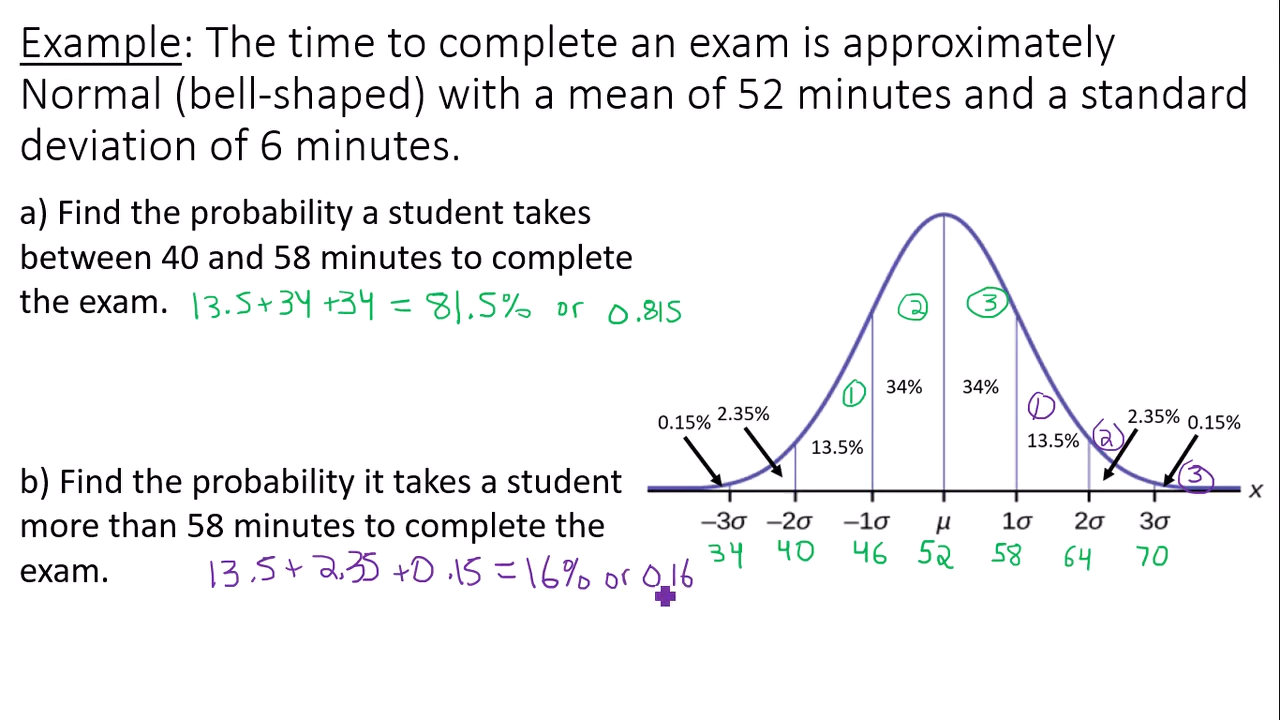 Example: The time to complete an exam is approximately
Normal (bell-shaped) with a mean of 52 minutes and a standard
deviation of 6 minutes.
a) Find the probability a student takes
between 40 and 58 minutes to complete
the exam. 13.5+34+34 = 81.5% or 0.815
b) Find the probability it takes a student
more than 58 minutes to complete the
exam. 13.5+2.35+0.15=16% or 0.16
② ③
34% 34%
① ①
0.15% 2.35% 2.35% 0.15%
13.5% 13.5% ②
③
x
−3σ −2σ −1σ μ 1σ 2σ 3σ
34 40 46 52 58 64 70